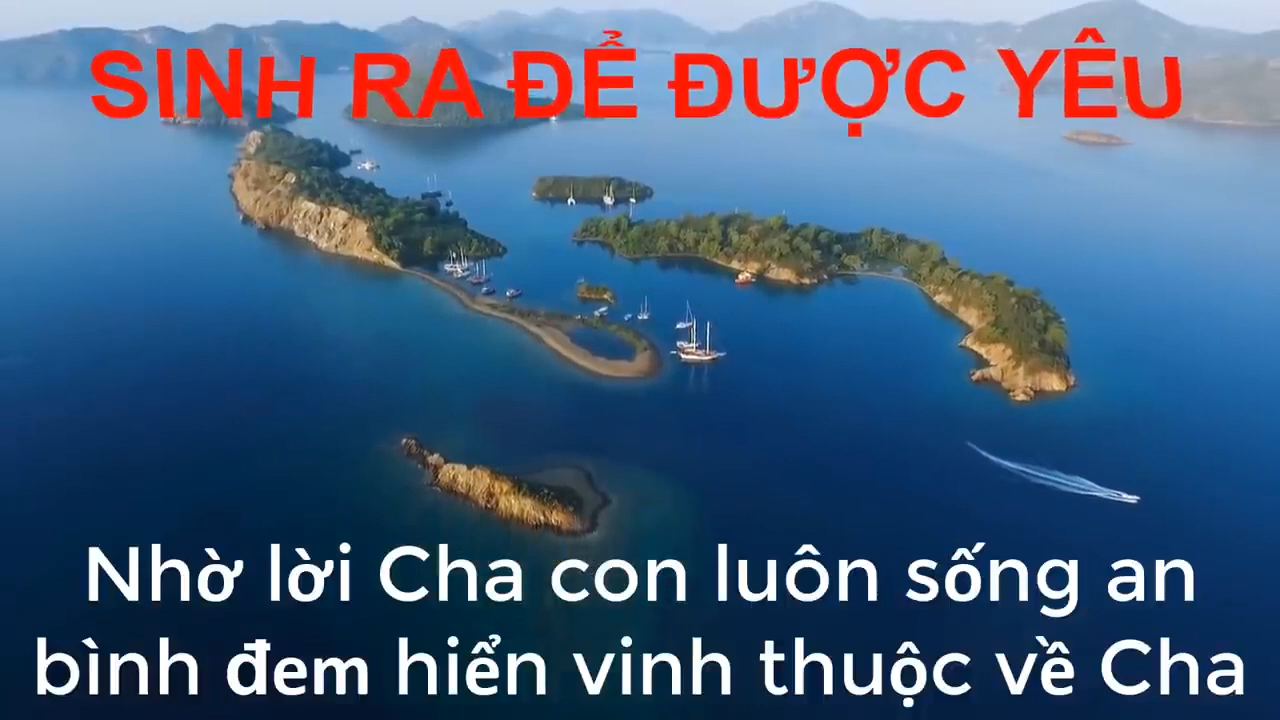 SINH RA ĐỂ ĐƯỢC YÊU
Nhờ lời Cha con luôn sống an
bình đem hiển vinh thuộc về Cha